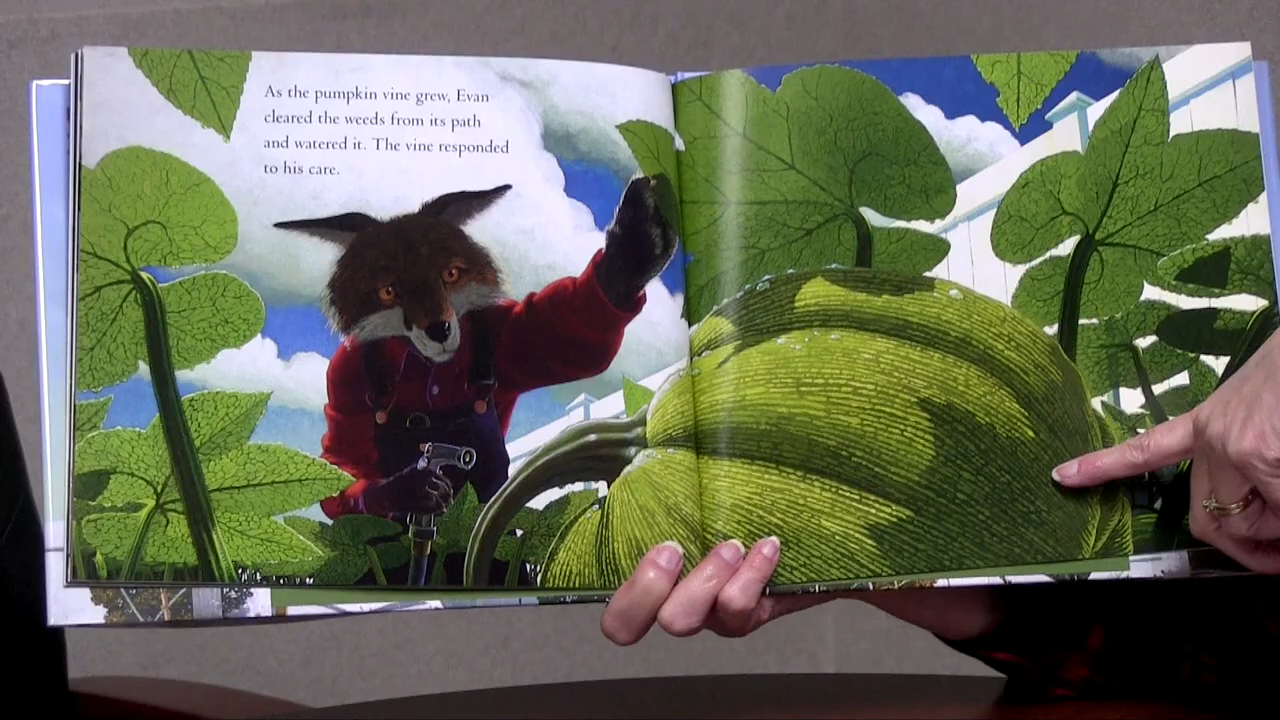 As the pumpkin vine grew, Evan
cleared the weeds from its path
and watered it. The vine responded
to his care.